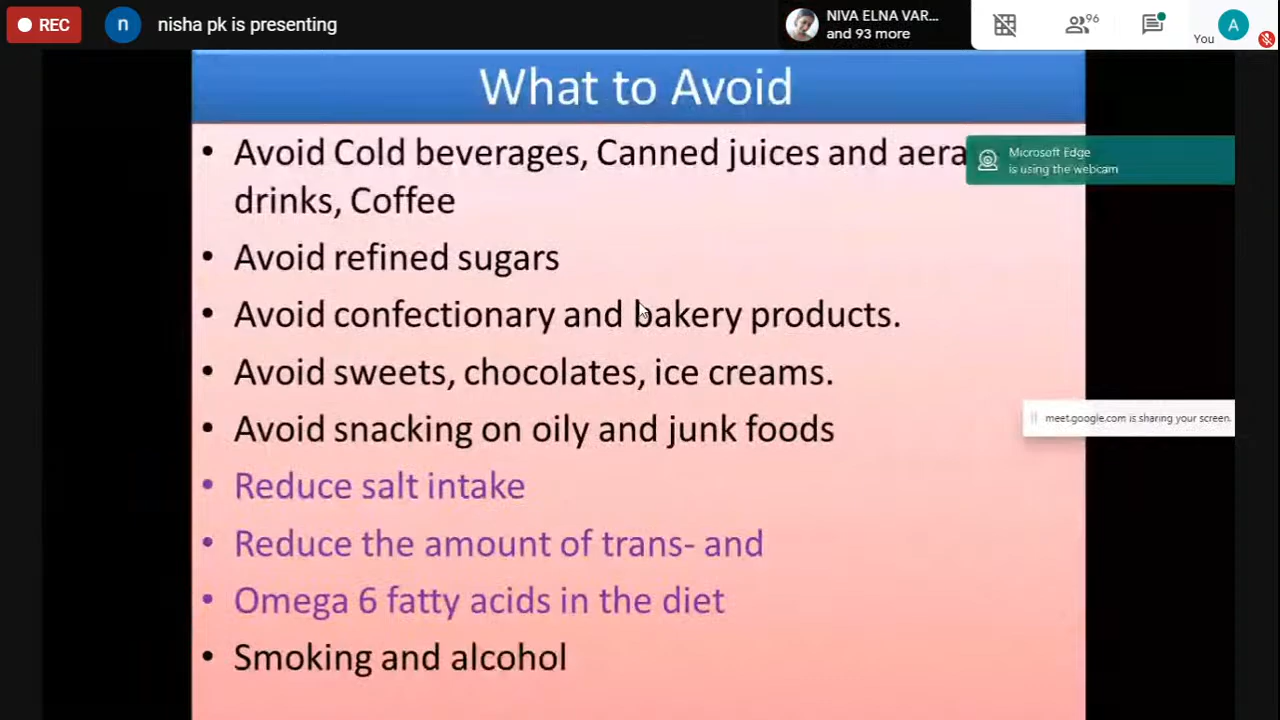 REC
n
nisha pk is presenting
NIVA ELNA VAR...
and 93 more
96
You
A
What to Avoid
• Avoid Cold beverages, Canned juices and aera
drinks, Coffee
• Avoid refined sugars
• Avoid confectionary and bakery products.
• Avoid sweets, chocolates, ice creams.
• Avoid snacking on oily and junk foods
• Reduce salt intake
• Reduce the amount of trans- and
• Omega 6 fatty acids in the diet
• Smoking and alcohol
Microsoft Edge
is using the webcam
meet.google.com is sharing your screen.